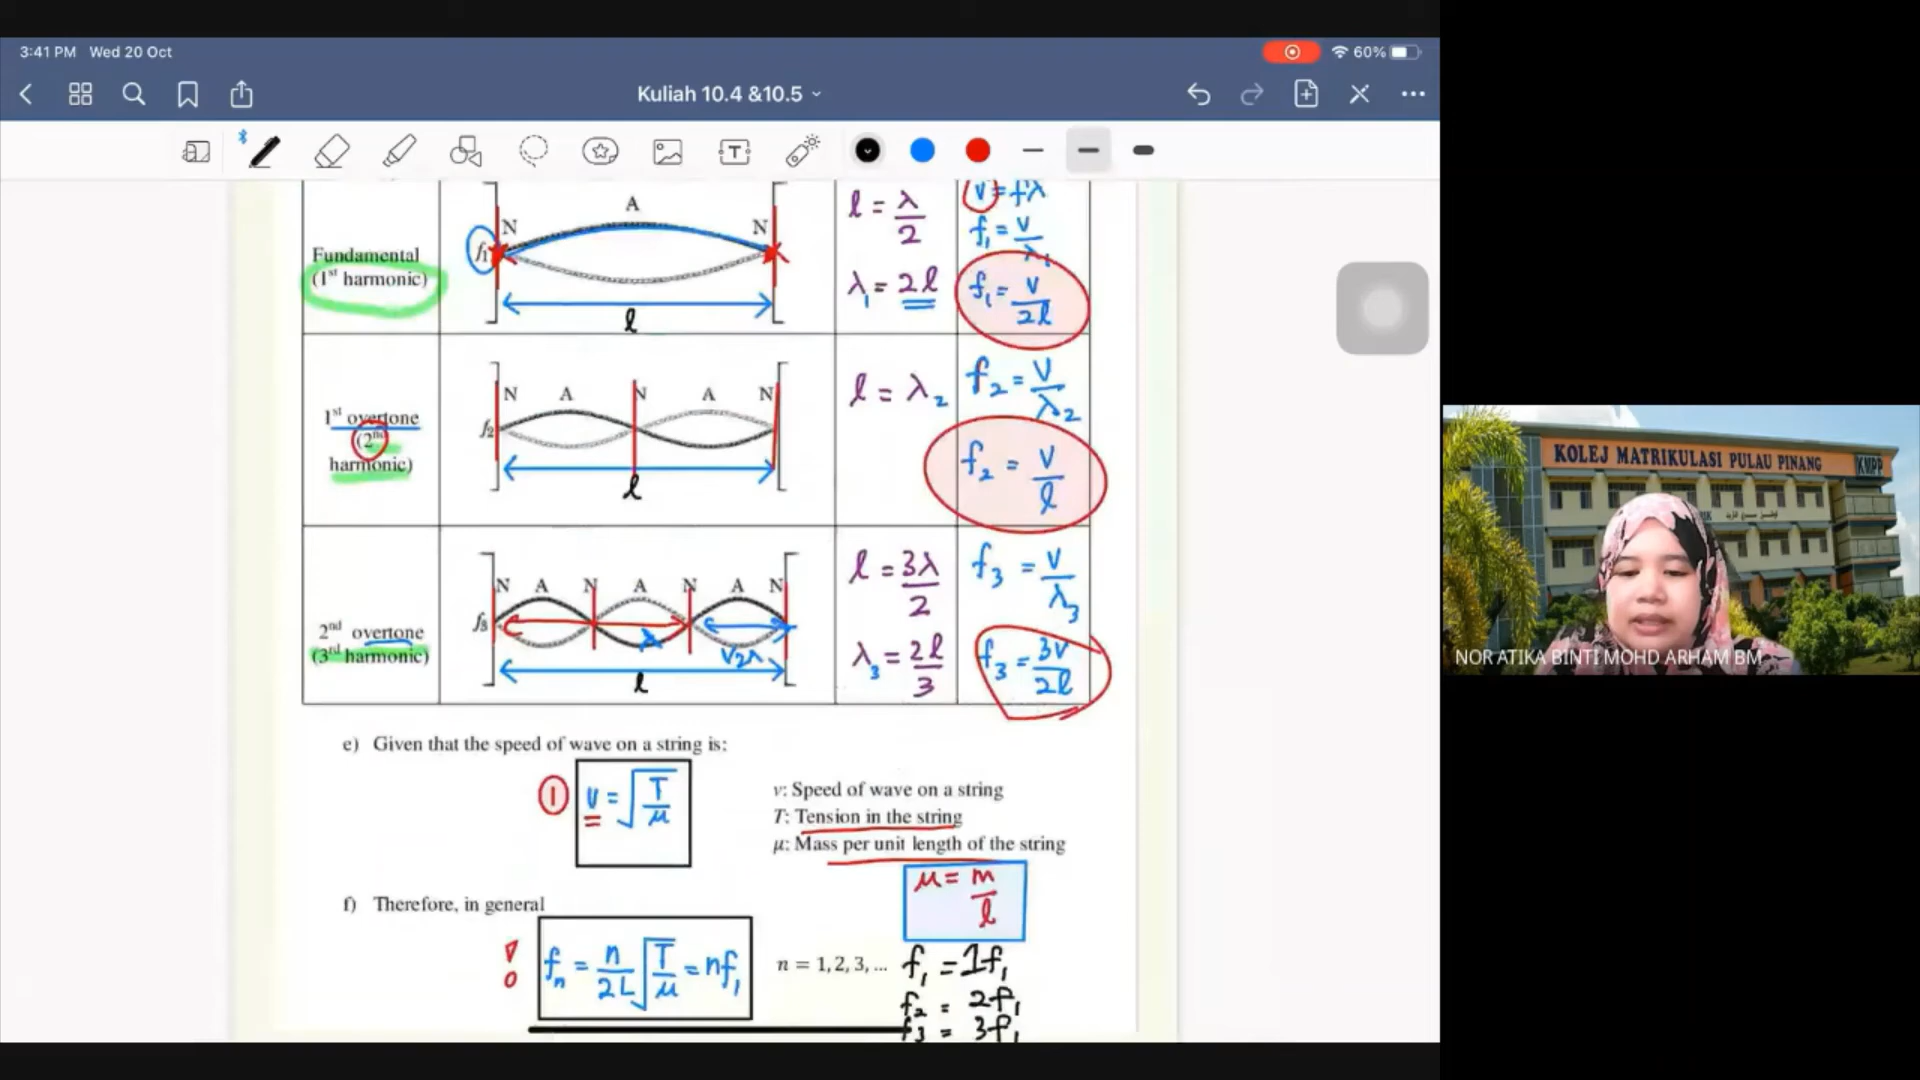 3:41 PM Wed 20 Oct
60%
Kuliah 10.4 &10.5
T
Fundamental
(1st harmonic)
f1
N
A
N
l
l = λ/2
λ1 = 2l
v = fλ
f1 = v/λ1
f1 = v/2l
1st overtone
(2nd
harmonic)
f2
N A N A N
l
l = λ2
f2 = v/λ2
f2 = v/l
2nd overtone
(3rd harmonic)
f3
N A N A N A N
λ
½λ
l
l = 3λ/2
λ3 = 2l/3
f3 = v/λ3
f3 = 3v/2l
e) Given that the speed of wave on a string is:
1
v = √(T/μ)
v: Speed of wave on a string
T: Tension in the string
μ: Mass per unit length of the string
μ = m/l
f) Therefore, in general
fn = n/2L √(T/μ) = nf1
n = 1, 2, 3, ...
f1 = 1f1
f2 = 2f1
f3 = 3f1
KOLEJ MATRIKULASI PULAU PINANG
KMPP
NOR ATIKA BINTI MOHD ARHAM BM